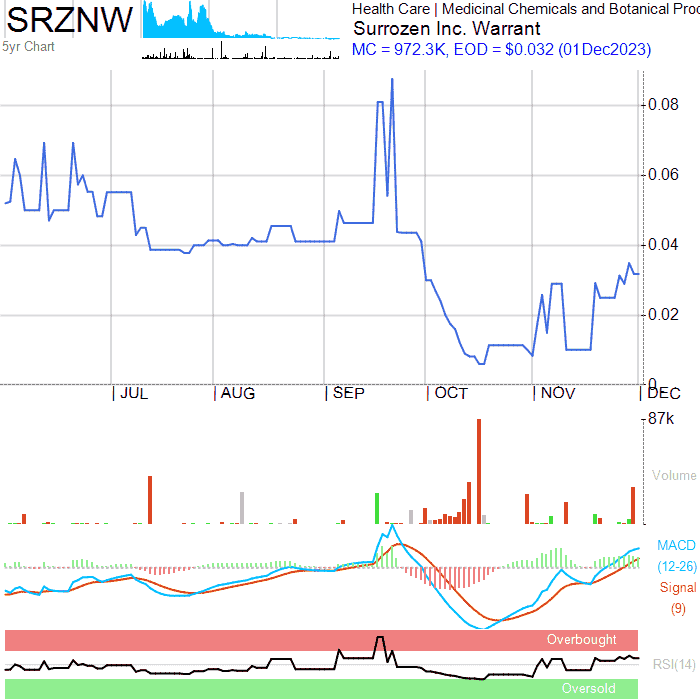 SRZNW
5yr Chart
Health Care | Medicinal Chemicals and Botanical Proc
Surrozen Inc. Warrant
MC = 972.3K, EOD = $0.032 (01Dec2023)
0.08
0.06
0.04
0.02
0
JUL AUG SEP OCT NOV DEC
87k
Volume
MACD
(12-26)
Signal
(9)
Overbought
RSI(14)
Oversold